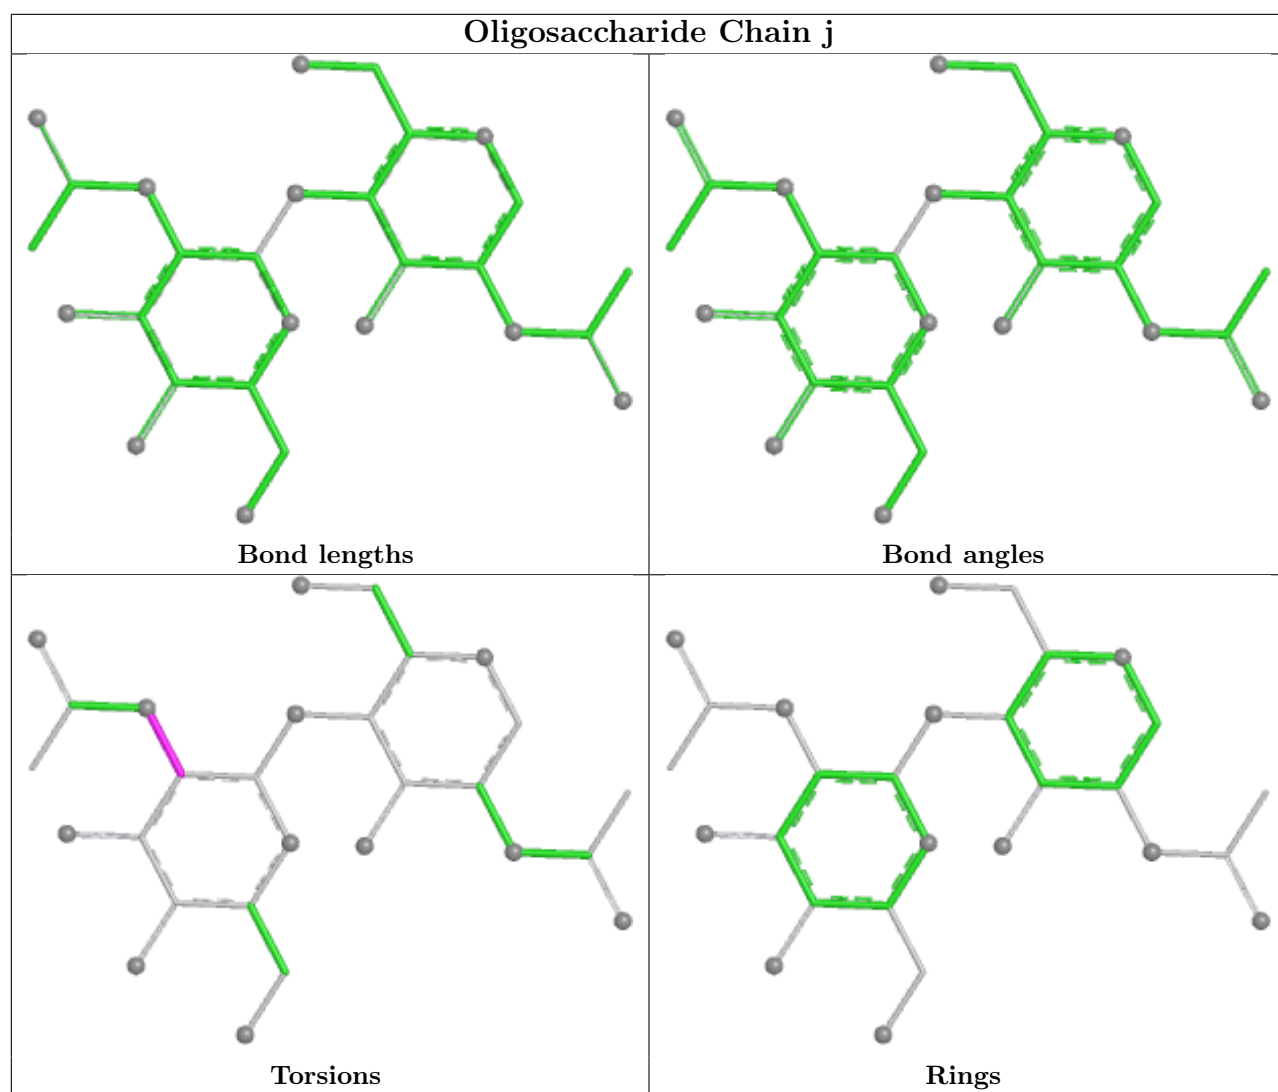 Oligosaccharide Chain j
Bond lengths
Bond angles
Torsions
Rings